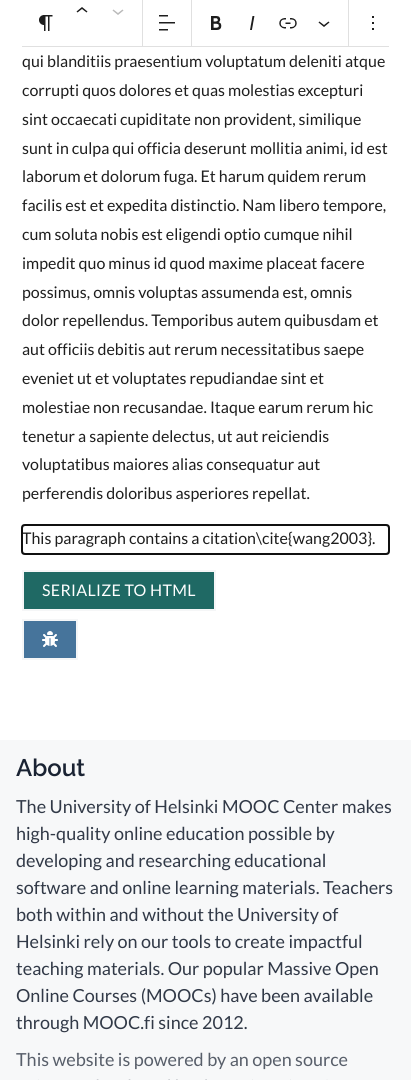 ¶ B I
qui blanditiis praesentium voluptatum deleniti atque
corrupti quos dolores et quas molestias excepturi
sint occaecati cupiditate non provident, similique
sunt in culpa qui officia deserunt mollitia animi, id est
laborum et dolorum fuga. Et harum quidem rerum
facilis est et expedita distinctio. Nam libero tempore,
cum soluta nobis est eligendi optio cumque nihil
impedit quo minus id quod maxime placeat facere
possimus, omnis voluptas assumenda est, omnis
dolor repellendus. Temporibus autem quibusdam et
aut officiis debitis aut rerum necessitatibus saepe
eveniet ut et voluptates repudiandae sint et
molestiae non recusandae. Itaque earum rerum hic
tenetur a sapiente delectus, ut aut reiciendis
voluptatibus maiores alias consequatur aut
perferendis doloribus asperiores repellat.
This paragraph contains a citation\cite{wang2003}.
SERIALIZE TO HTML
About
The University of Helsinki MOOC Center makes
high-quality online education possible by
developing and researching educational
software and online learning materials. Teachers
both within and without the University of
Helsinki rely on our tools to create impactful
teaching materials. Our popular Massive Open
Online Courses (MOOCs) have been available
through MOOC.fi since 2012.
This website is powered by an open source